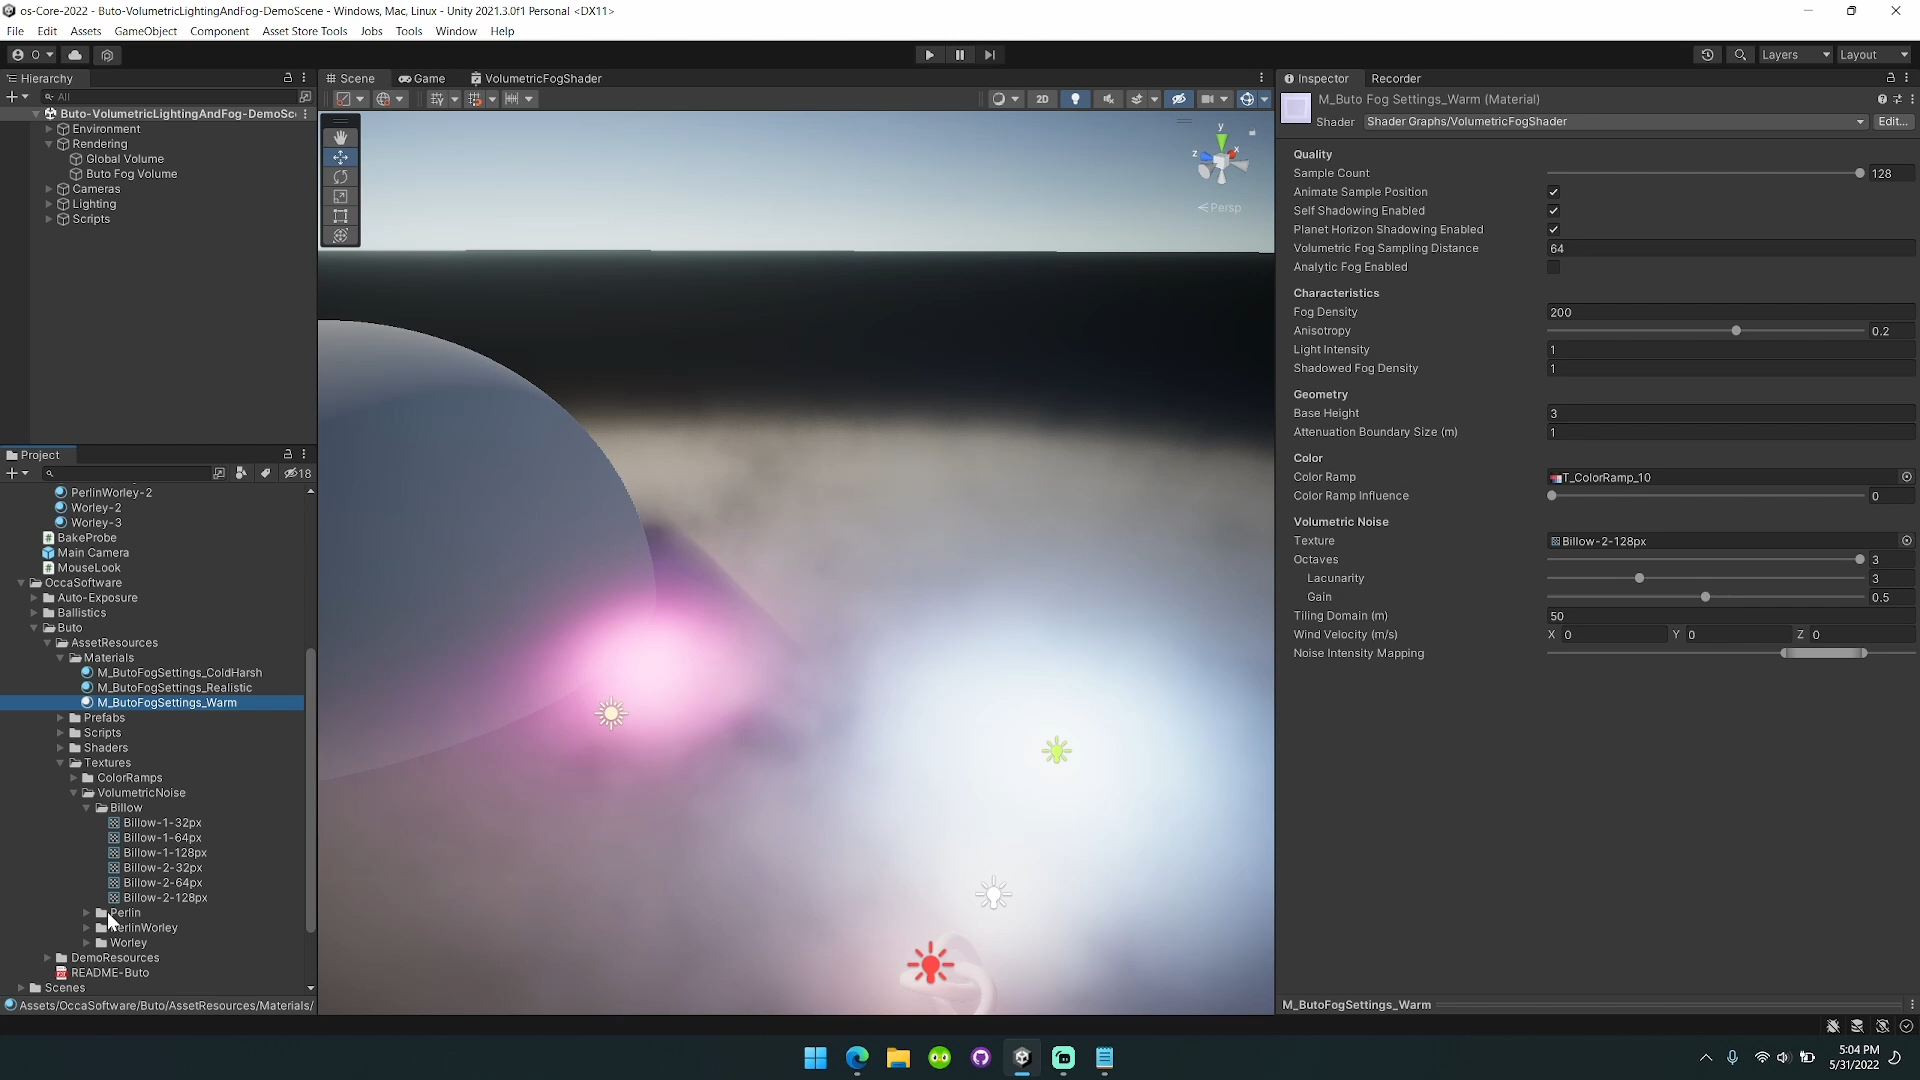 os-Core-2022 - Buto-VolumetricLightingAndFog-DemoScene - Windows, Mac, Linux - Unity 2021.3.0f1 Personal <DX11>
File Edit Assets GameObject Component Asset Store Tools Jobs Tools Window Help
O Layers Layout
Hierarchy
All
Buto-VolumetricLightingAndFog-DemoSc
Environment
Rendering
Global Volume
Buto Fog Volume
Cameras
Lighting
Scripts
Project
18
PerlinWorley-2
Worley-2
Worley-3
BakeProbe
Main Camera
MouseLook
OccaSoftware
Auto-Exposure
Ballistics
Buto
AssetResources
Materials
M_ButoFogSettings_ColdHarsh
M_ButoFogSettings_Realistic
M_ButoFogSettings_Warm
Prefabs
Scripts
Shaders
Textures
ColorRamps
VolumetricNoise
Billow
Billow-1-32px
Billow-1-64px
Billow-1-128px
Billow-2-32px
Billow-2-64px
Billow-2-128px
Perlin
PerlinWorley
Worley
DemoResources
README-Buto
Scenes
Assets/OccaSoftware/Buto/AssetResources/Materials/
Scene Game VolumetricFogShader
2D
y
z x
Persp
Inspector Recorder
M_Buto Fog Settings_Warm (Material)
Shader Shader Graphs/VolumetricFogShader Edit...
Quality
Sample Count 128
Animate Sample Position
Self Shadowing Enabled
Planet Horizon Shadowing Enabled
Volumetric Fog Sampling Distance 64
Analytic Fog Enabled
Characteristics
Fog Density 200
Anisotropy 0.2
Light Intensity 1
Shadowed Fog Density 1
Geometry
Base Height 3
Attenuation Boundary Size (m) 1
Color
Color Ramp T_ColorRamp_10
Color Ramp Influence 0
Volumetric Noise
Texture Billow-2-128px
Octaves 3
Lacunarity 3
Gain 0.5
Tiling Domain (m) 50
Wind Velocity (m/s) X 0 Y 0 Z 0
Noise Intensity Mapping
M_ButoFogSettings_Warm
5:04 PM
5/31/2022